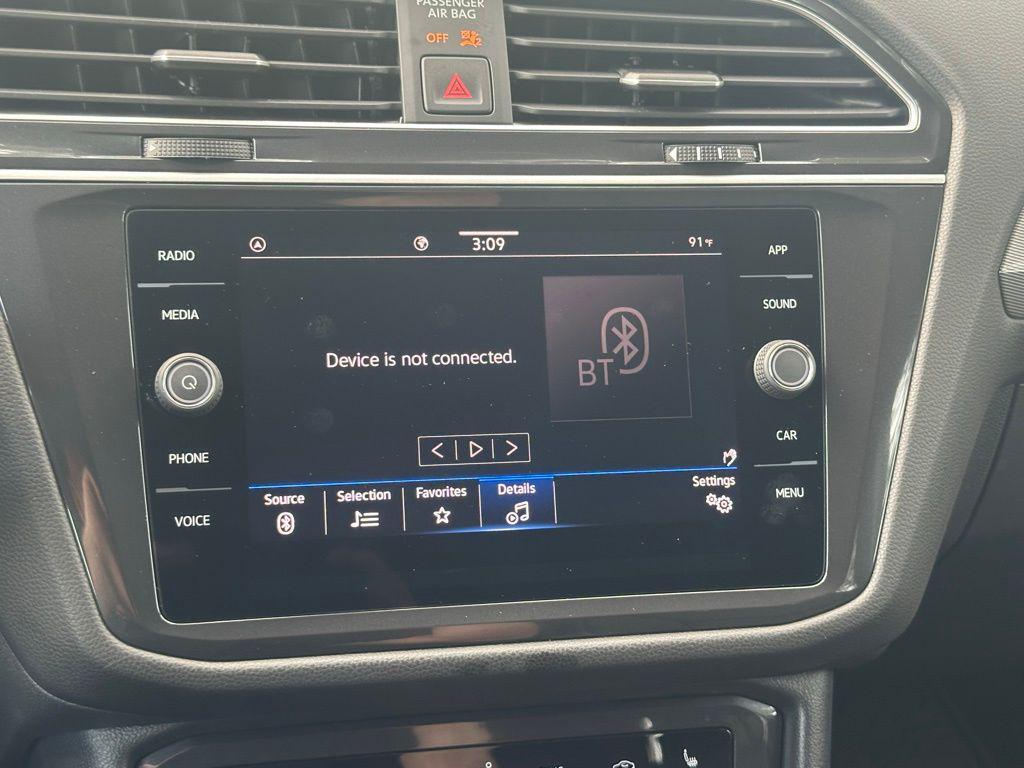 PASSENGER
AIR BAG
OFF
2
RADIO
MEDIA
PHONE
VOICE
3:09
91°F
Device is not connected.
BT
Source
Selection
Favorites
Details
Settings
APP
SOUND
CAR
MENU